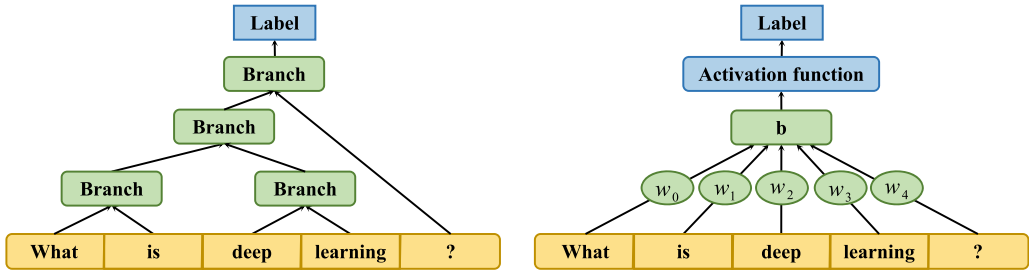 Label
Branch
Branch
Branch Branch
What is deep learning ?
Label
Activation function
b
w0 w1 w2 w3 w4
What is deep learning ?